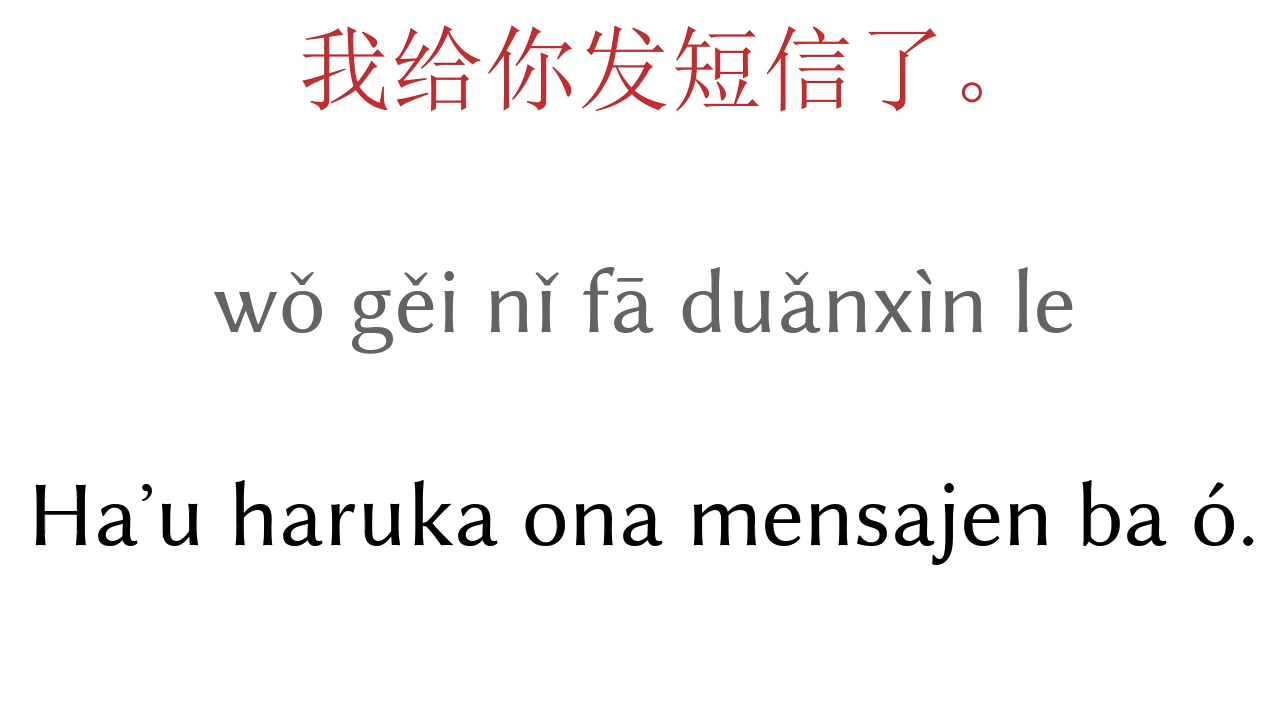 我给你发短信了。
wǒ gěi nǐ fā duǎnxìn le
Ha’u haruka ona mensajen ba ó.